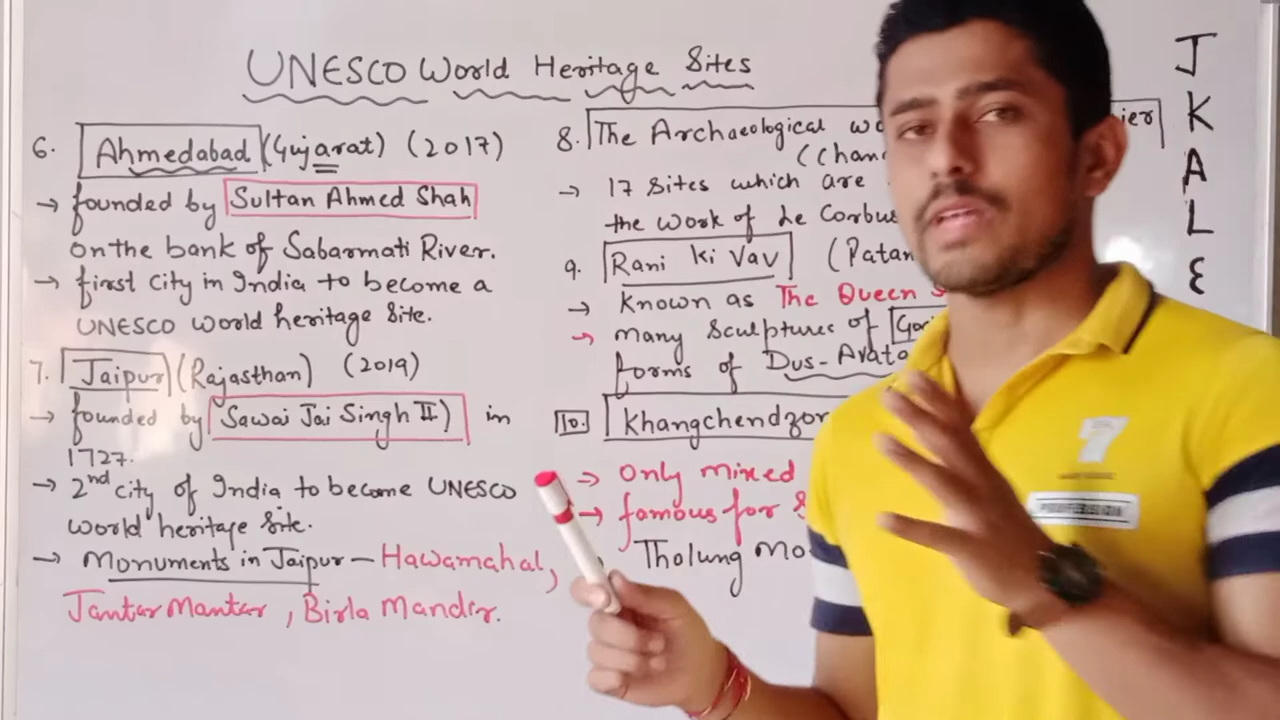 UNESCO World Heritage Sites
6. Ahmedabad (Gujarat) (2017)
→ founded by Sultan Ahmed Shah
on the bank of Sabarmati River.
→ first city in India to become a
UNESCO world heritage site.
7. Jaipur (Rajasthan) (2019)
→ founded by Sawai Jai Singh II) in
1727.
→ 2nd city of India to become UNESCO
world heritage site.
→ Monuments in Jaipur - Hawamahal,
Jantar Mantar, Birla Mandir.
8. The Archaeological
→ 17 sites which are
the work of Le
9. Rani ki Vav (Patan
→ Known as The Queen
→ many sculptures of
forms of Dus-Avata
10. Khangchendzon
→ Only mixed
→ famous for S
Tholung Mo
JKALE
7